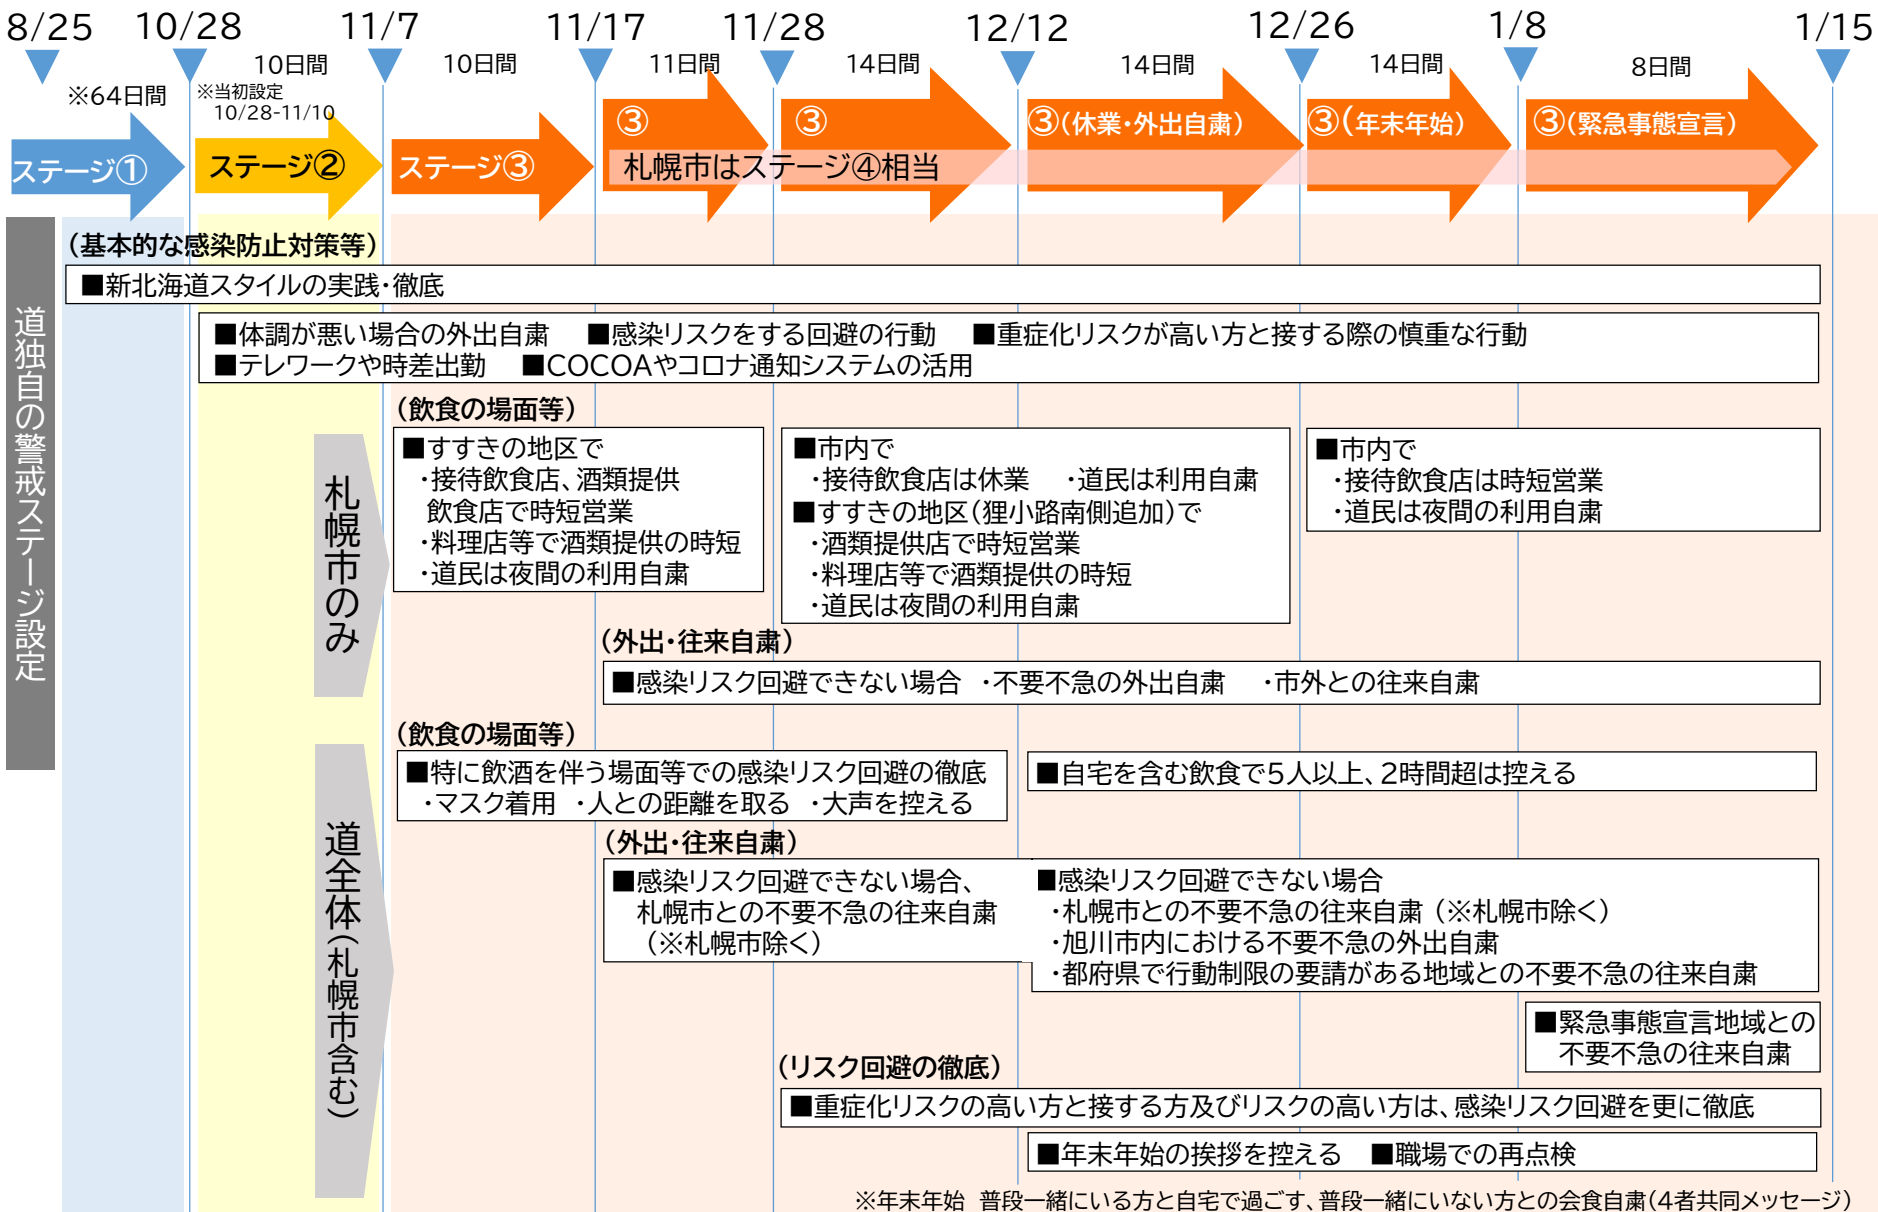 8/25
10/28
11/7
11/17
11/28
12/12
12/26
1/8
1/15
※64日間
10日間
※当初設定
10/28-11/10
10日間
11日間
14日間
14日間
14日間
8日間
ステージ①
ステージ②
ステージ③
③
③
③(休業・外出自粛)
③(年末年始)
③(緊急事態宣言)
札幌市はステージ④相当
道独自の警戒ステージ設定
(基本的な感染防止対策等)
■新北海道スタイルの実践・徹底
■体調が悪い場合の外出自粛 ■感染リスクをする回避の行動 ■重症化リスクが高い方と接する際の慎重な行動
■テレワークや時差出勤 ■COCOAやコロナ通知システムの活用
札幌市のみ
(飲食の場面等)
■すすきの地区で
・接待飲食店、酒類提供
飲食店で時短営業
・料理店等で酒類提供の時短
・道民は夜間の利用自粛
■市内で
・接待飲食店は休業 ・道民は利用自粛
■すすきの地区(狸小路南側追加)で
・酒類提供店で時短営業
・料理店等で酒類提供の時短
・道民は夜間の利用自粛
■市内で
・接待飲食店は時短営業
・道民は夜間の利用自粛
(外出・往来自粛)
■感染リスク回避できない場合 ・不要不急の外出自粛 ・市外との往来自粛
道全体(札幌市含む)
(飲食の場面等)
■特に飲酒を伴う場面等での感染リスク回避の徹底
・マスク着用 ・人との距離を取る ・大声を控える
■自宅を含む飲食で5人以上、2時間超は控える
(外出・往来自粛)
■感染リスク回避できない場合、
札幌市との不要不急の往来自粛
(※札幌市除く)
■感染リスク回避できない場合
・札幌市との不要不急の往来自粛(※札幌市除く)
・旭川市内における不要不急の外出自粛
・都府県で行動制限の要請がある地域との不要不急の往来自粛
■緊急事態宣言地域との
不要不急の往来自粛
(リスク回避の徹底)
■重症化リスクの高い方と接する方及びリスクの高い方は、感染リスク回避を更に徹底
■年末年始の挨拶を控える ■職場での再点検
※年末年始 普段一緒にいる方と自宅で過ごす、普段一緒にいない方との会食自粛(4者共同メッセージ)